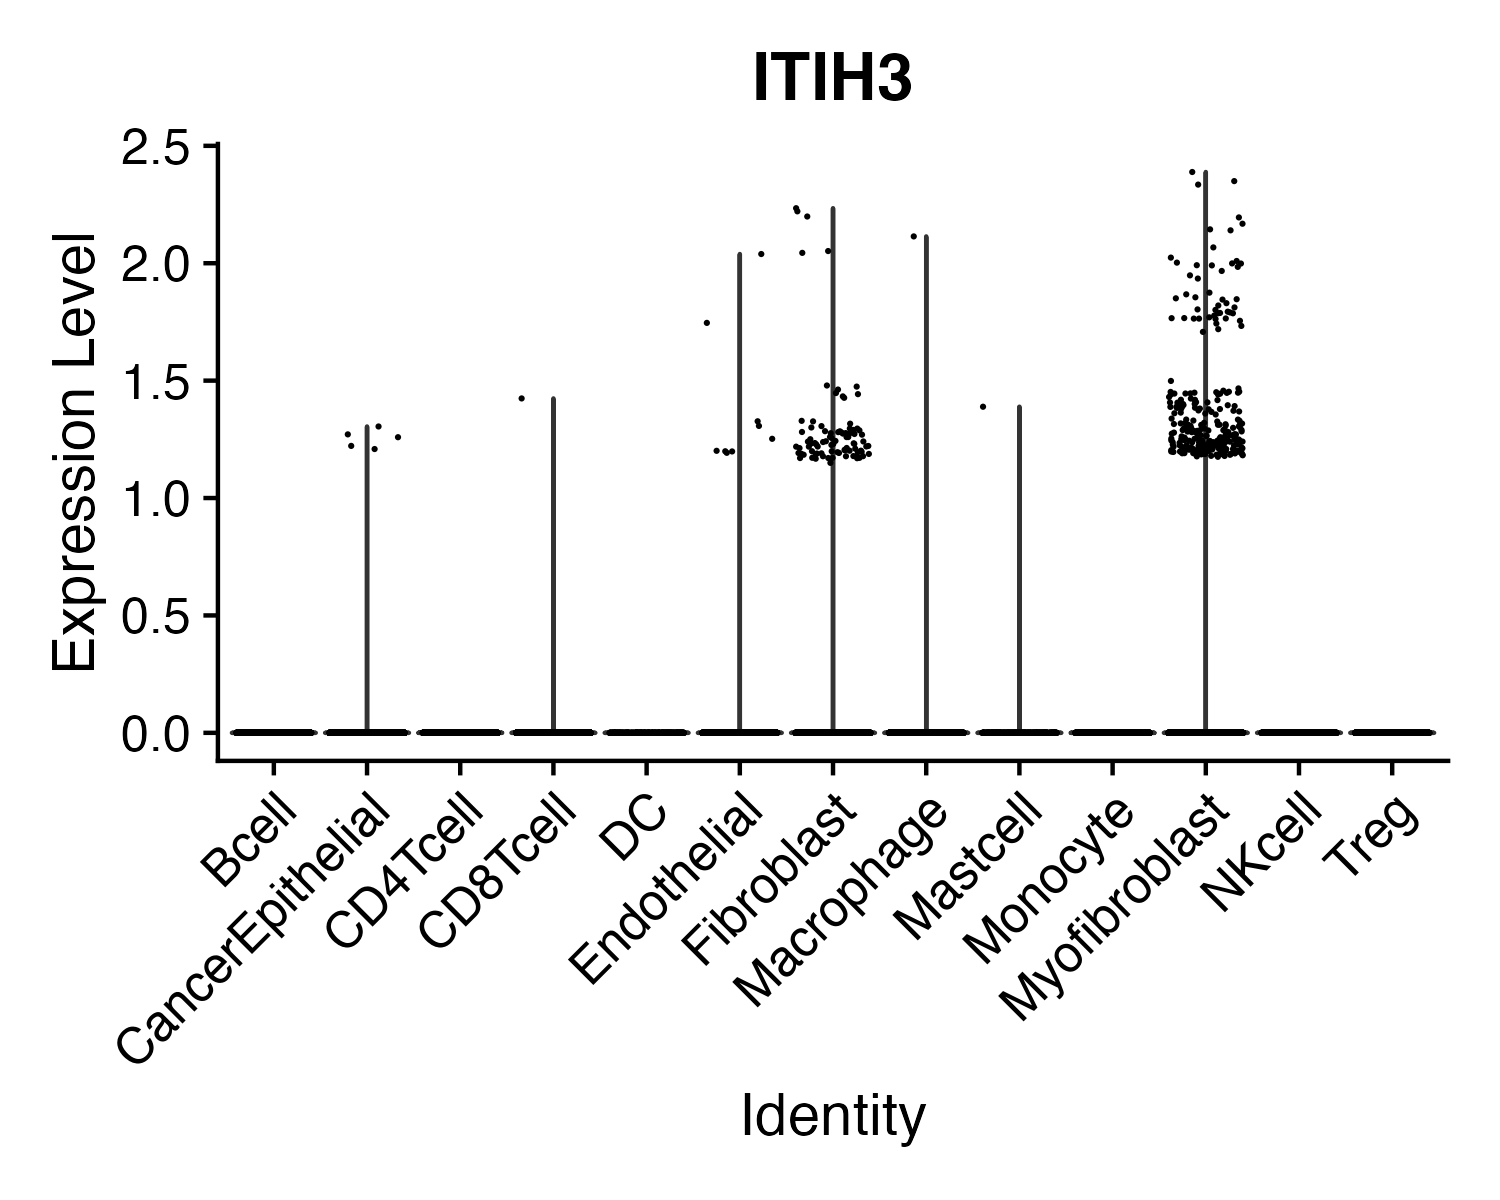 ITIH3
Expression Level
2.5
2.0
1.5
1.0
0.5
0.0
Bcell
CancerEpithelial
CD4Tcell
CD8Tcell
DC
Endothelial
Fibroblast
Macrophage
Mastcell
Monocyte
Myofibroblast
NKcell
Treg
Identity